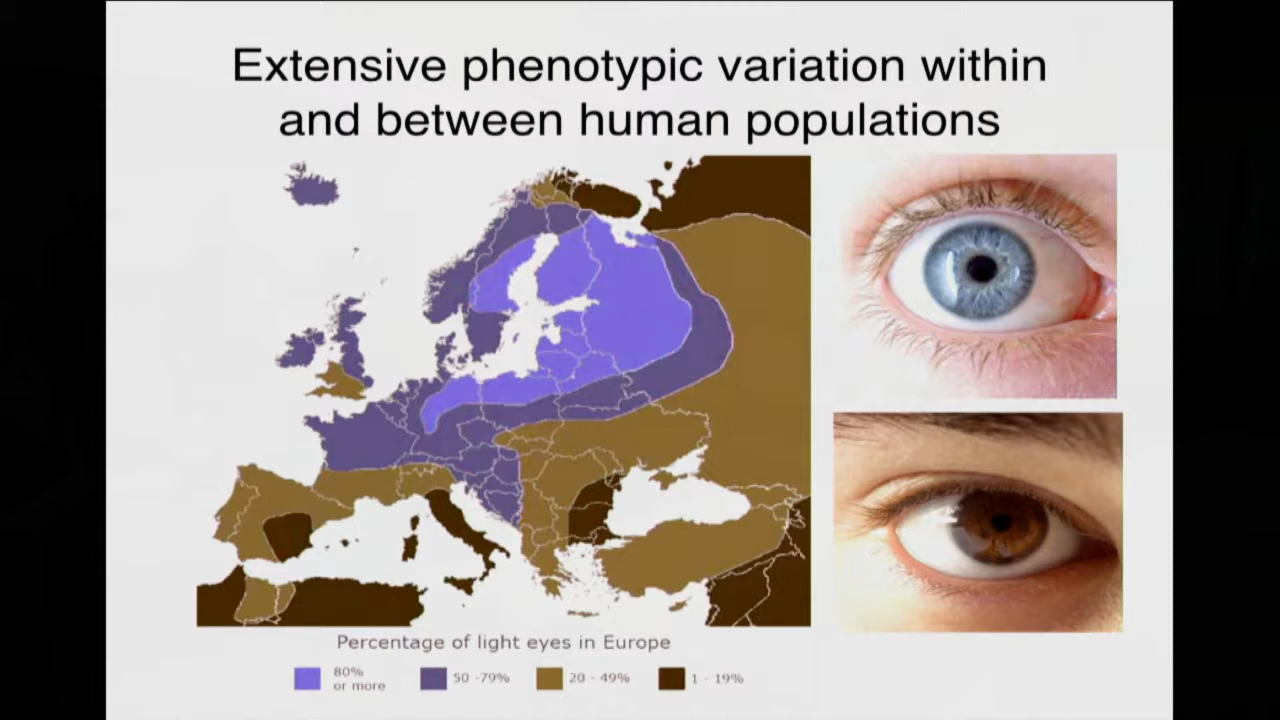 Extensive phenotypic variation within
and between human populations
Percentage of light eyes in Europe
80%
or more
50 -79%
20 - 49%
1 - 19%